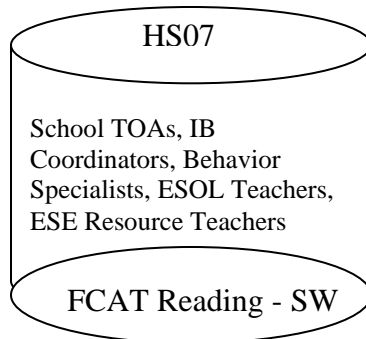 HS07
School TOAs, IB
Coordinators, Behavior
Specialists, ESOL Teachers,
ESE Resource Teachers
FCAT Reading - SW